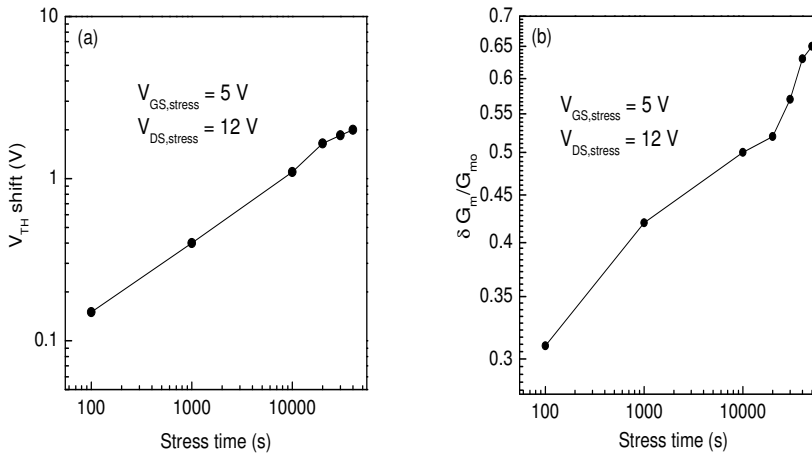 (a)
V_GS,stress = 5 V
V_DS,stress = 12 V
10
1
0.1
V_TH shift (V)
100 1000 10000
Stress time (s)
(b)
V_GS,stress = 5 V
V_DS,stress = 12 V
0.65
0.6
0.55
0.5
0.45
0.4
0.35
0.3
δ G_m/G_mo
100 1000 10000
Stress time (s)